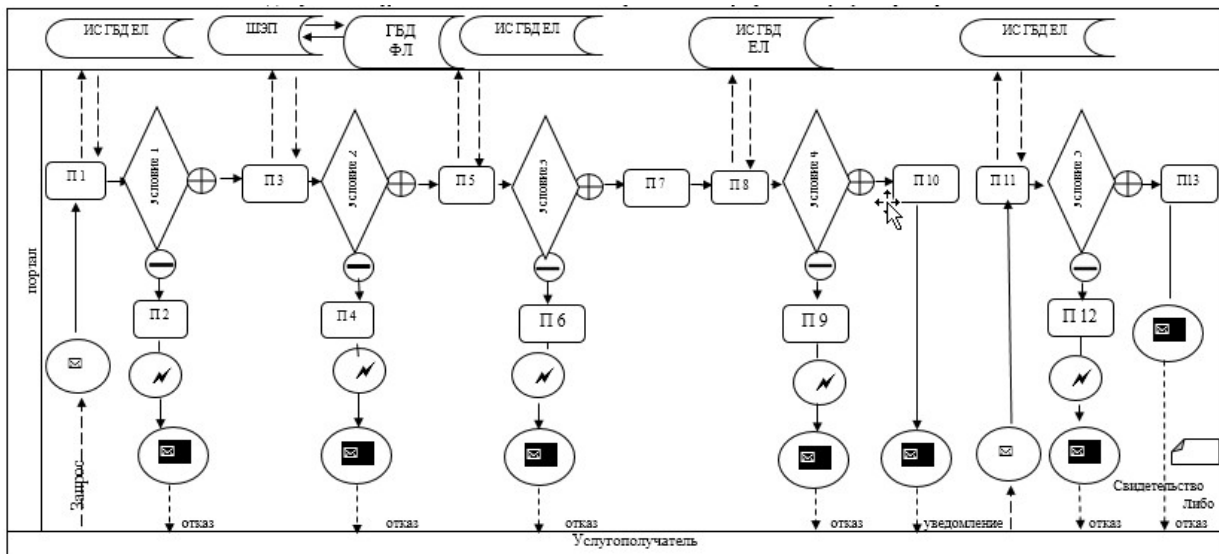 ИС ГБД ЕЛ
ШЭП
ГБД
ФЛ
ИС ГБД ЕЛ
ИС ГБД
ЕЛ
ИС ГБД ЕЛ
портал
П 1
Условие 1
П 3
Условие 2
П 5
Условие 3
П 7
П 8
Условие 4
П 10
П 11
П13
П 2
П 4
П 6
П 9
П 12
Запрос
Свидетельство
Либо
отказ
отказ
отказ
отказ
уведомление
отказ
отказ
Услугополучатель